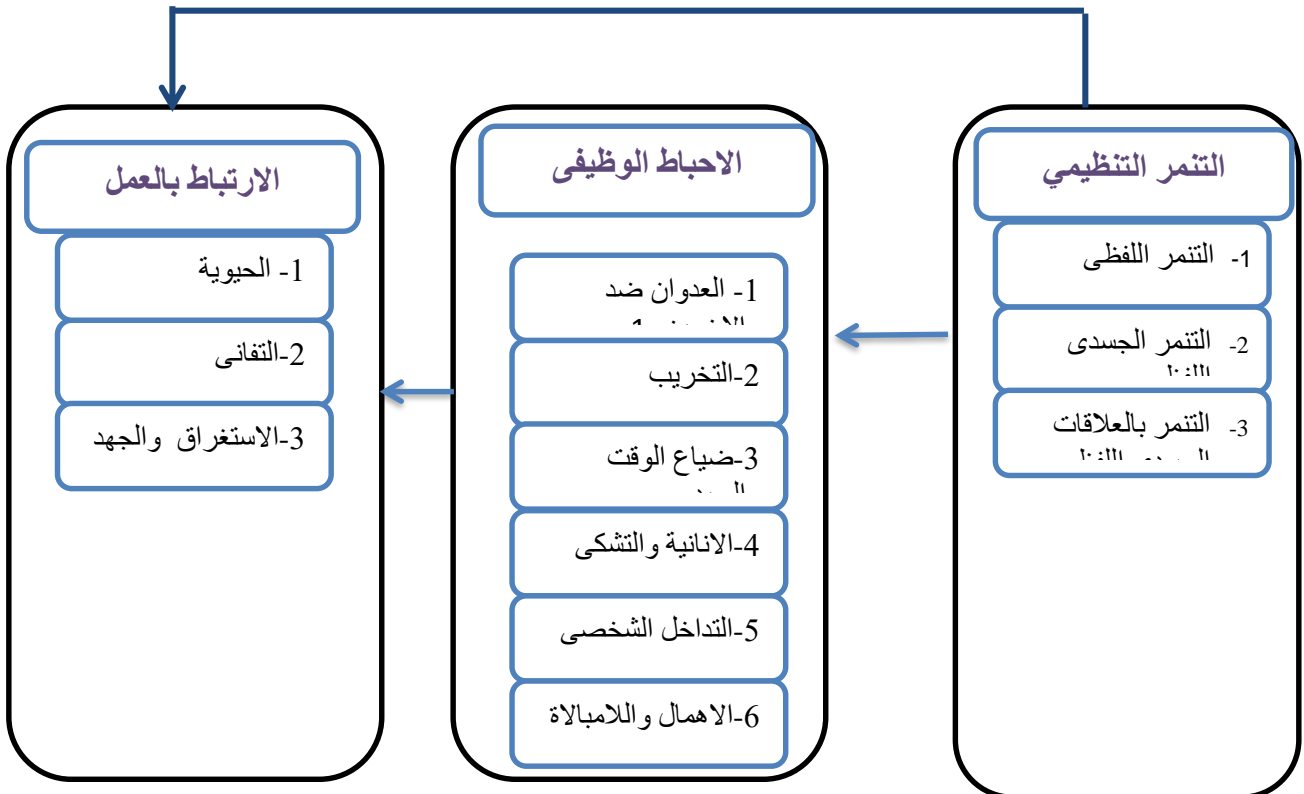 التنمر التنظيمي
1- التنمر اللفظى
2- التنمر الجسدى
3- التنمر بالعلاقات
الاحباط الوظيفى
1- العدوان ضد
2-التخريب
3-ضياع الوقت
4-الانانية والتشكى
5-التداخل الشخصى
6-الاهمال واللامبالاة
الارتباط بالعمل
1- الحيوية
2-التفانى
3-الاستغراق والجهد